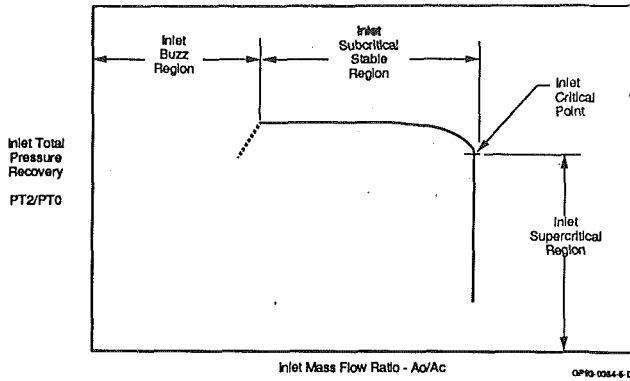 Inlet
Buzz
Region
Inlet
Subcritical
Stable
Region
Inlet
Critical
Point
Inlet Total
Pressure
Recovery
PT2/PT0
Inlet
Supercritical
Region
Inlet Mass Flow Ratio - Ao/Ac